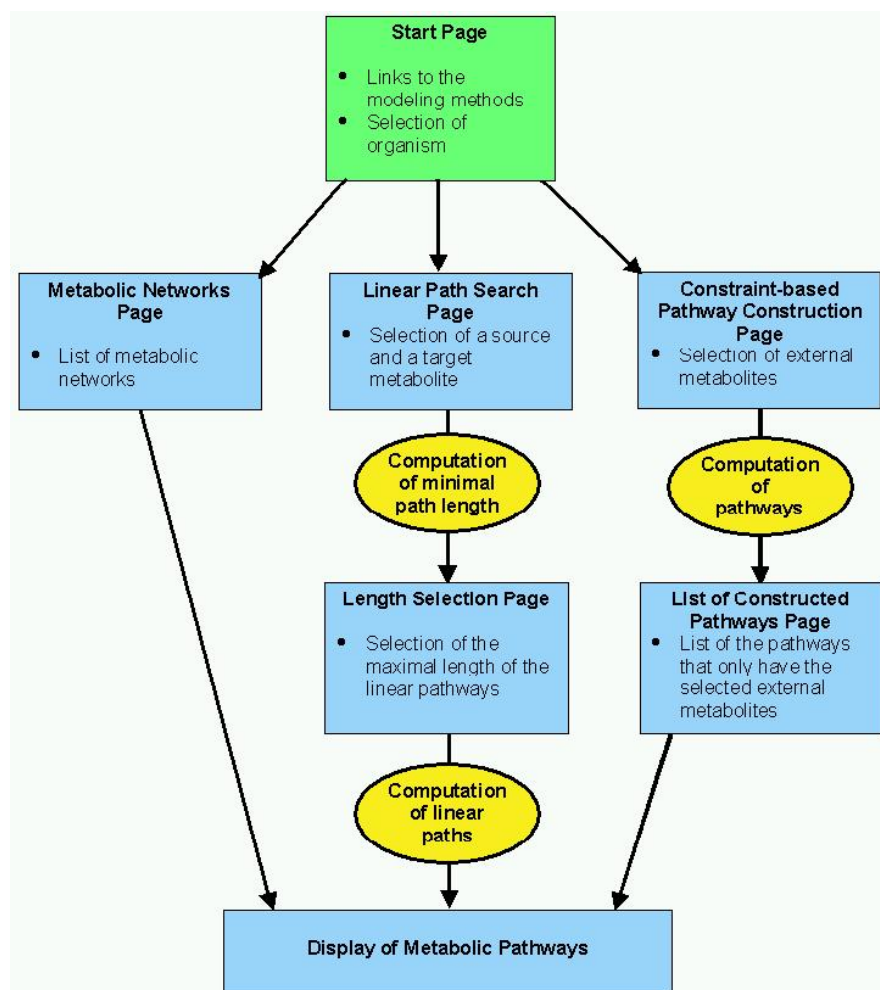 Start Page
• Links to the
modeling methods
• Selection of
organism
Metabolic Networks
Page
• List of metabolic
networks
Linear Path Search
Page
• Selection of a source
and a target
metabolite
Constraint-based
Pathway Construction
Page
• Selection of external
metabolites
Computation
of minimal
path length
Computation
of
pathways
Length Selection Page
• Selection of the
maximal length of the
linear pathways
List of Constructed
Pathways Page
• List of the pathways
that only have the
selected external
metabolites
Computation
of linear
paths
Display of Metabolic Pathways